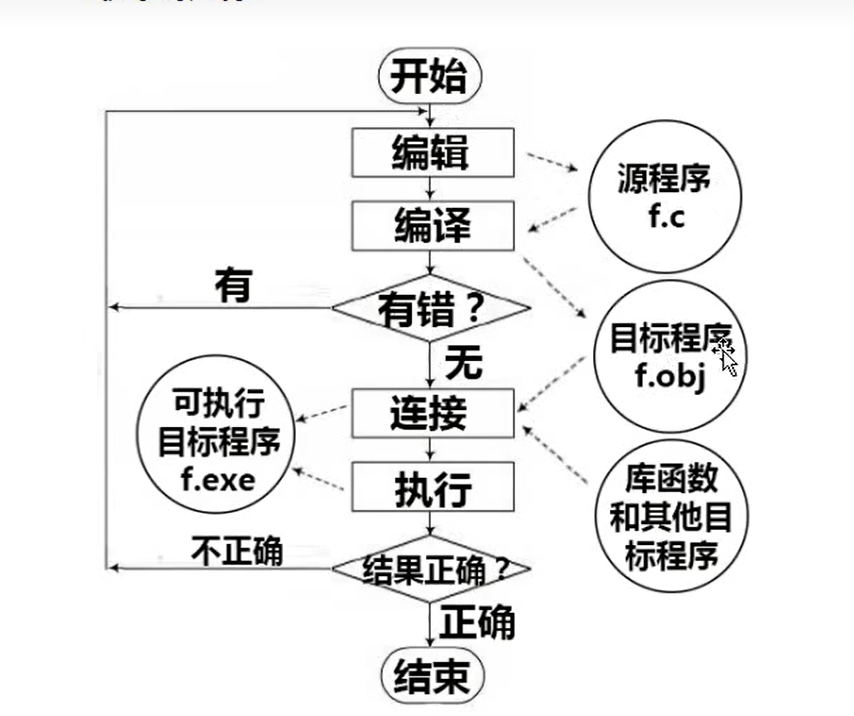 开始
编辑
源程序
f.c
编译
有
有错？
无
目标程序
f.obj
可执行
目标程序
f.exe
连接
执行
库函数
和其他目
标程序
不正确
结果正确？
正确
结束